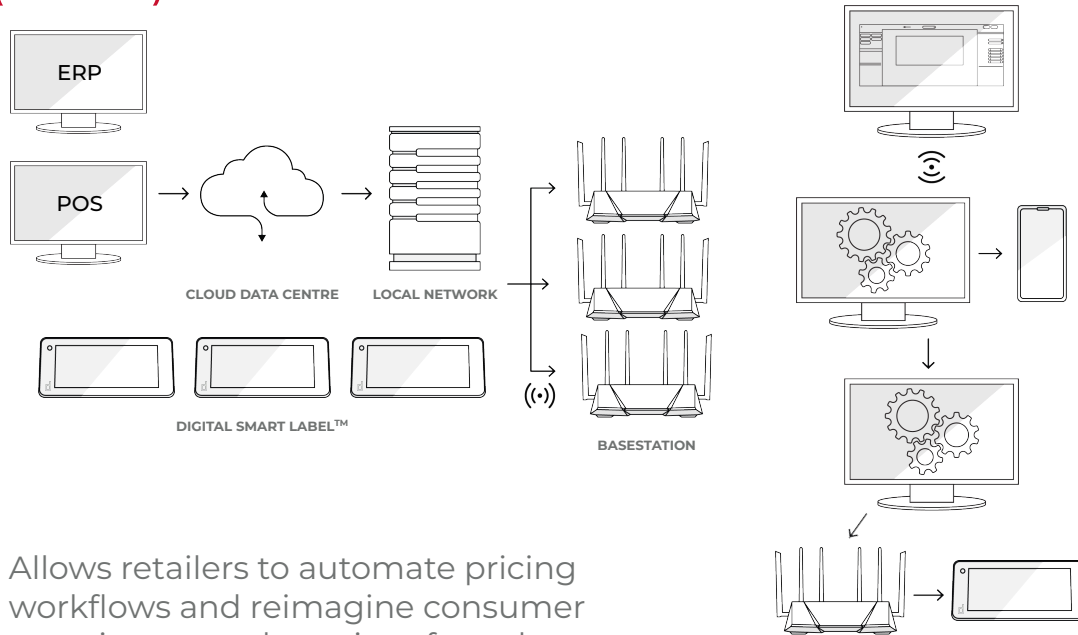 ERP
POS
CLOUD DATA CENTRE
LOCAL NETWORK
DIGITAL SMART LABEL™
BASESTATION
Allows retailers to automate pricing
workflows and reimagine consumer